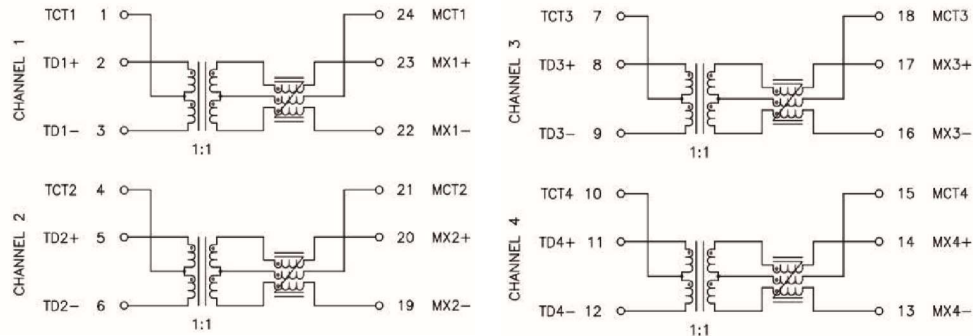 CHANNEL 1
TCT1 1 24 MCT1
TD1+ 2 23 MX1+
TD1- 3 22 MX1-
1:1
CHANNEL 2
TCT2 4 21 MCT2
TD2+ 5 20 MX2+
TD2- 6 19 MX2-
1:1
CHANNEL 3
TCT3 7 18 MCT3
TD3+ 8 17 MX3+
TD3- 9 16 MX3-
1:1
CHANNEL 4
TCT4 10 15 MCT4
TD4+ 11 14 MX4+
TD4- 12 13 MX4-
1:1